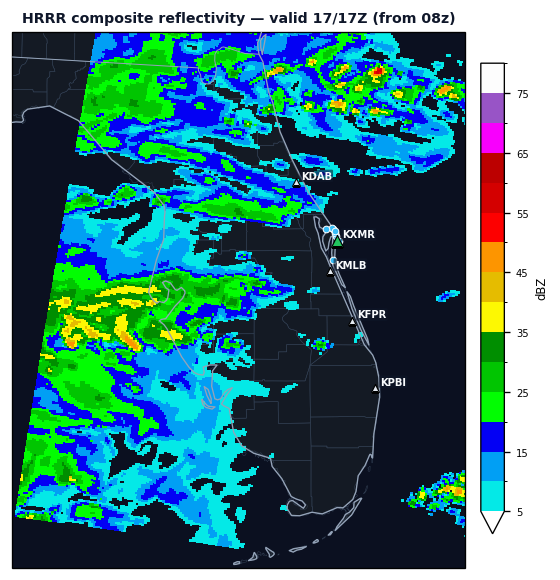 HRRR composite reflectivity — valid 17/17Z (from 08z)
KDAB
KXMR
KMLB
KFPR
KPBI
75
65
55
45
35
25
15
5
dBZ